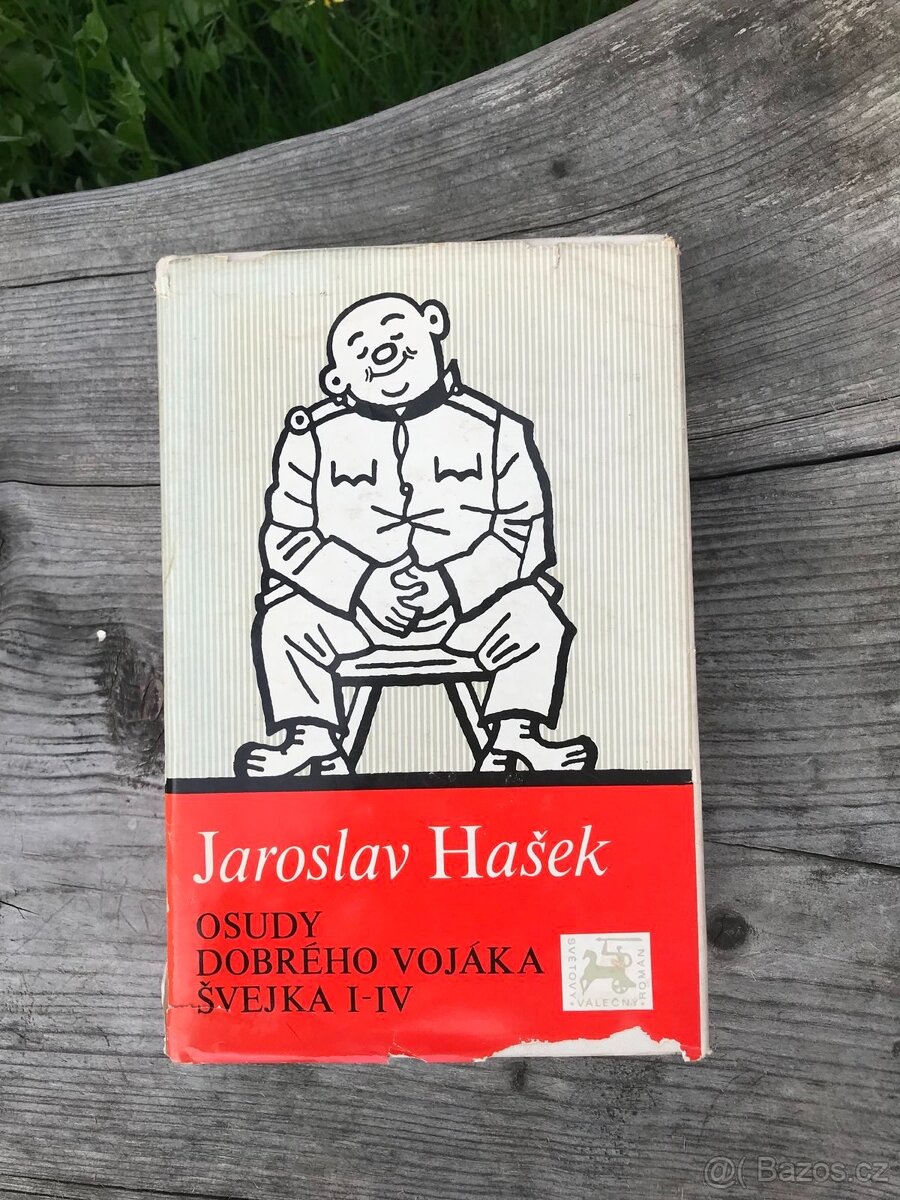 Jaroslav Hašek
OSUDY
DOBRÉHO VOJÁKA
ŠVEJKA I-IV
SVĚTOVÝ · VÁLEČNÝ · ROMÁN
@( Bazos.cz